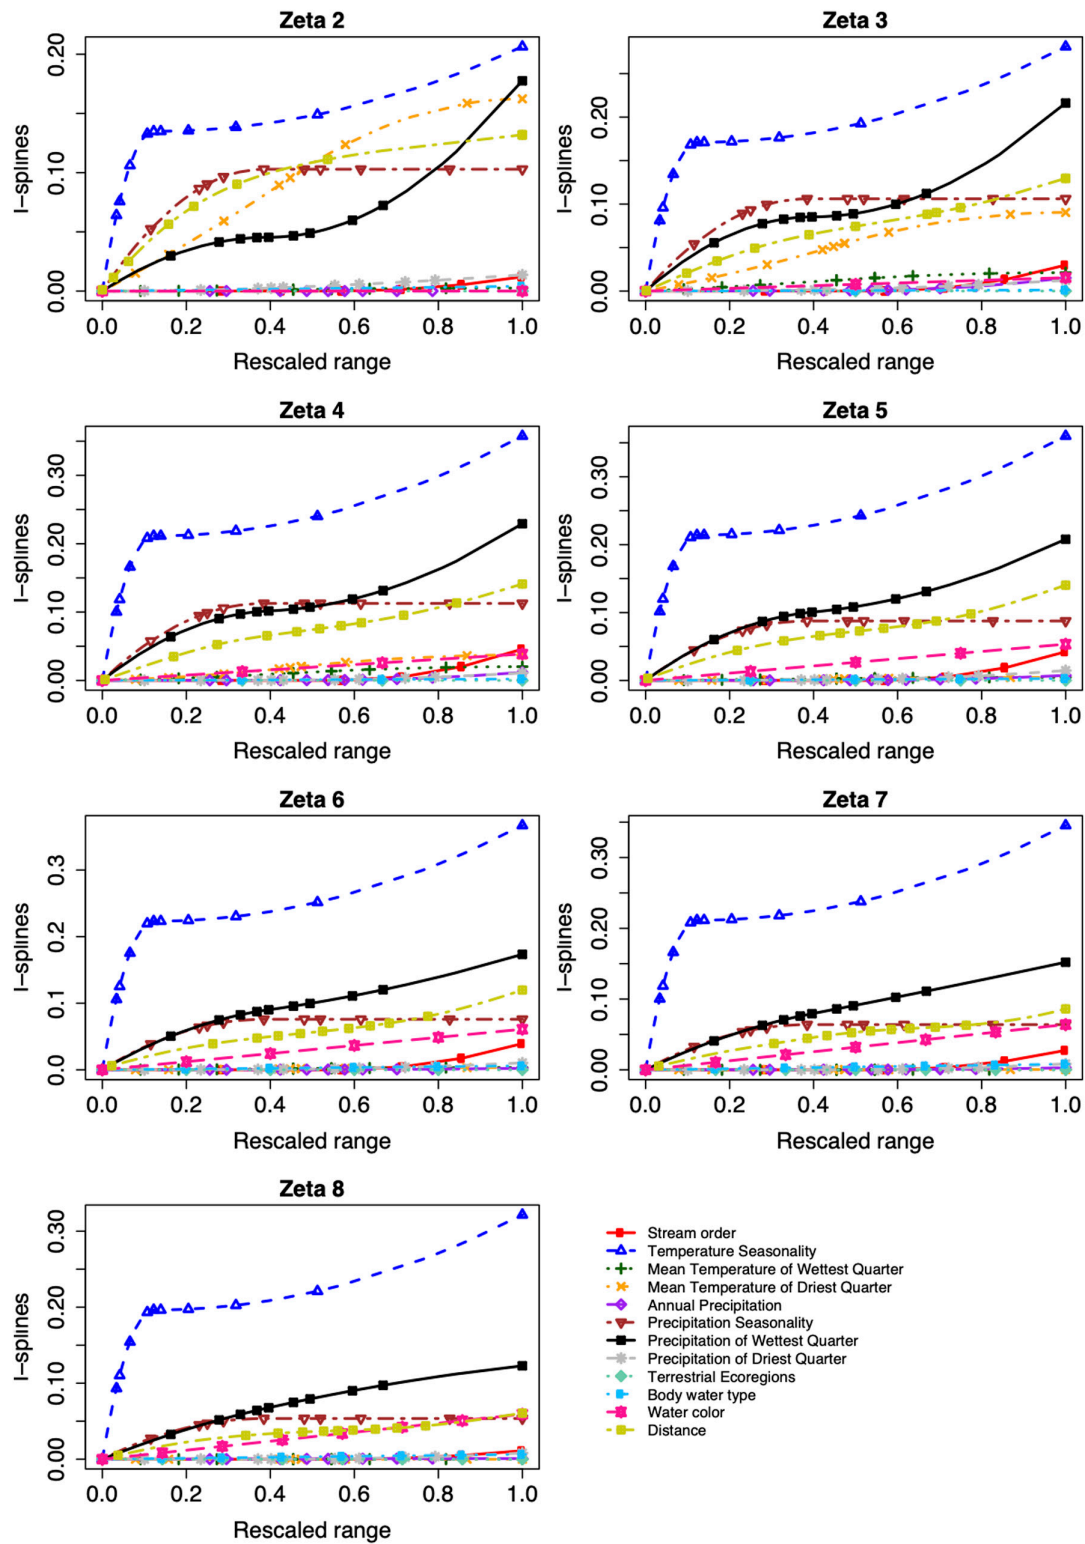 Zeta 2
I-splines
0.00 0.10 0.20
0.0 0.2 0.4 0.6 0.8 1.0
Rescaled range
Zeta 3
I-splines
0.00 0.10 0.20
0.0 0.2 0.4 0.6 0.8 1.0
Rescaled range
Zeta 4
I-splines
0.00 0.10 0.20 0.30
0.0 0.2 0.4 0.6 0.8 1.0
Rescaled range
Zeta 5
I-splines
0.00 0.10 0.20 0.30
0.0 0.2 0.4 0.6 0.8 1.0
Rescaled range
Zeta 6
I-splines
0.0 0.1 0.2 0.3
0.0 0.2 0.4 0.6 0.8 1.0
Rescaled range
Zeta 7
I-splines
0.00 0.10 0.20 0.30
0.0 0.2 0.4 0.6 0.8 1.0
Rescaled range
Zeta 8
I-splines
0.00 0.10 0.20 0.30
0.0 0.2 0.4 0.6 0.8 1.0
Rescaled range
Stream order
Temperature Seasonality
Mean Temperature of Wettest Quarter
Mean Temperature of Driest Quarter
Annual Precipitation
Precipitation Seasonality
Precipitation of Wettest Quarter
Precipitation of Driest Quarter
Terrestrial Ecoregions
Body water type
Water color
Distance